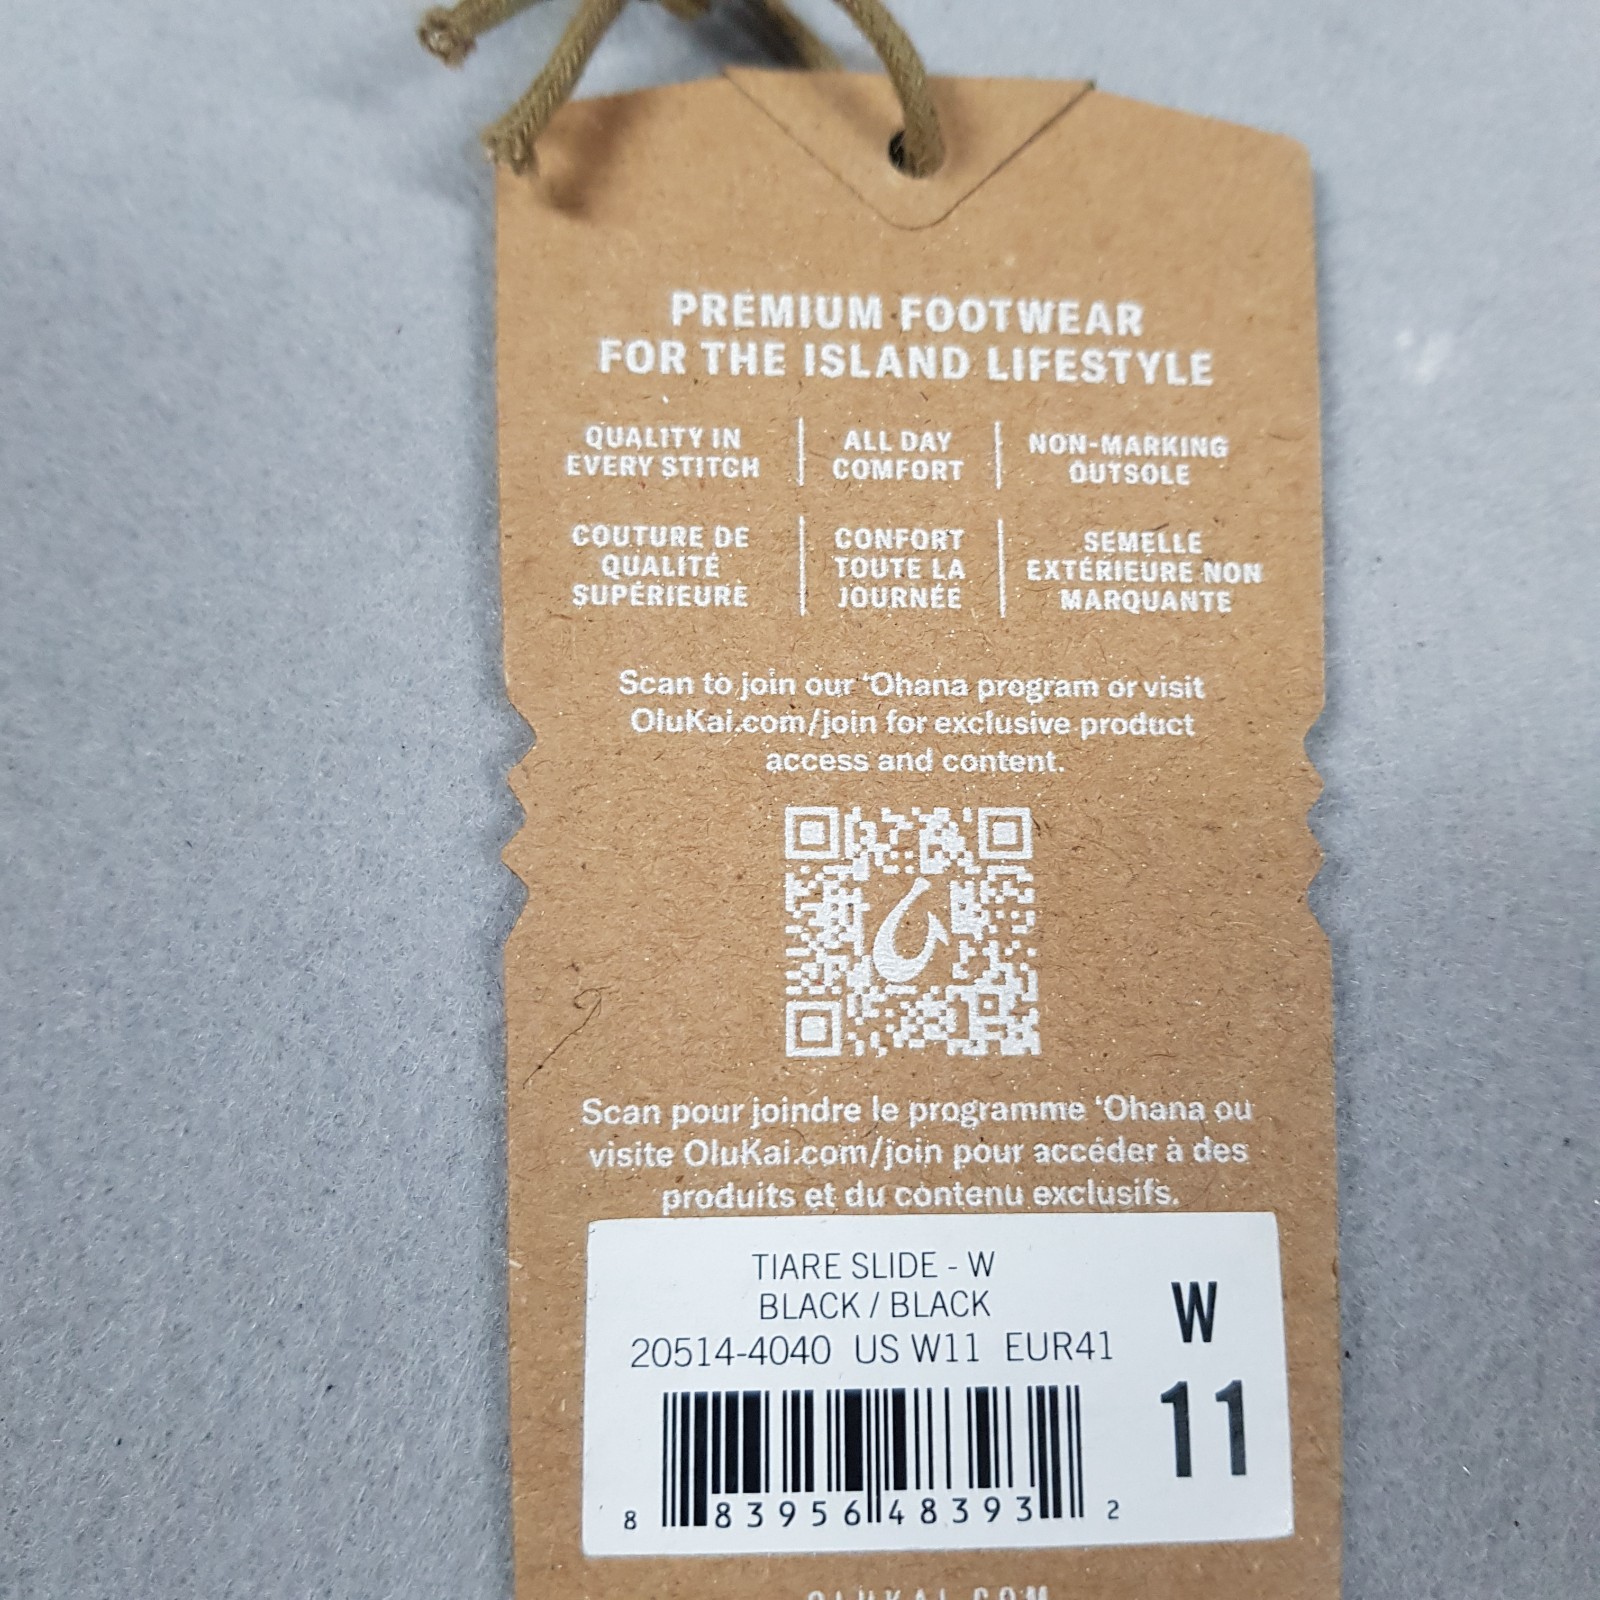 PREMIUM FOOTWEAR
FOR THE ISLAND LIFESTYLE
QUALITY IN
EVERY STITCH
ALL DAY
COMFORT
NON-MARKING
OUTSOLE
COUTURE DE
QUALITÉ
SUPÉRIEURE
CONFORT
TOUTE LA
JOURNÉE
SEMELLE
EXTÉRIEURE NON
MARQUANTE
Scan to join our ‘Ohana program or visit
OluKai.com/join for exclusive product
access and content.
Scan pour joindre le programme ‘Ohana ou
visite OluKai.com/join pour accéder à des
produits et du contenu exclusifs.
TIARE SLIDE - W
BLACK / BLACK
20514-4040 US W11 EUR41
W
11
8 83956 48393 2
OLUKAI.COM